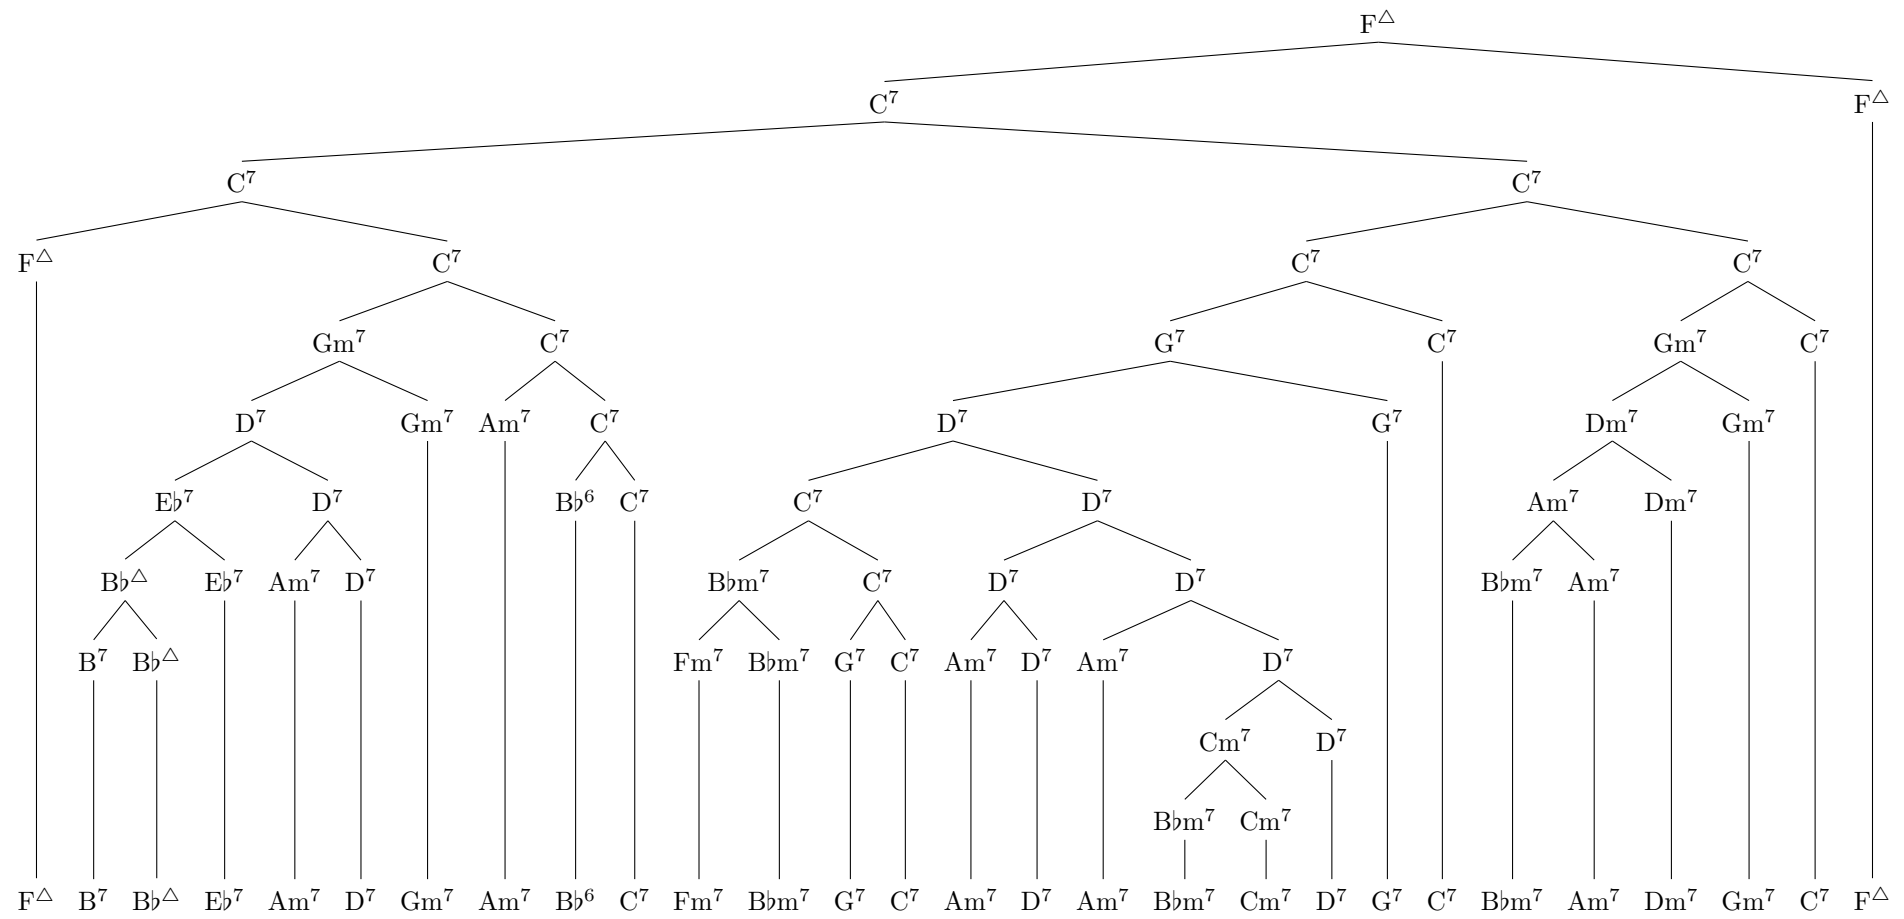 F△
C⁷ F△
C⁷ C⁷
F△ C⁷ C⁷ C⁷
Gm⁷ C⁷ G⁷ C⁷ Gm⁷ C⁷
D⁷ Gm⁷ Am⁷ C⁷ D⁷ G⁷ Dm⁷ Gm⁷
E♭⁷ D⁷ B♭⁶ C⁷ C⁷ D⁷ Am⁷ Dm⁷
B♭△ E♭⁷ Am⁷ D⁷ B♭m⁷ C⁷ D⁷ D⁷ B♭m⁷ Am⁷
B⁷ B♭△ Fm⁷ B♭m⁷ G⁷ C⁷ Am⁷ D⁷ Am⁷ D⁷
Cm⁷ D⁷
B♭m⁷ Cm⁷
F△ B⁷ B♭△ E♭⁷ Am⁷ D⁷ Gm⁷ Am⁷ B♭⁶ C⁷ Fm⁷ B♭m⁷ G⁷ C⁷ Am⁷ D⁷ Am⁷ B♭m⁷ Cm⁷ D⁷ G⁷ C⁷ B♭m⁷ Am⁷ Dm⁷ Gm⁷ C⁷ F△